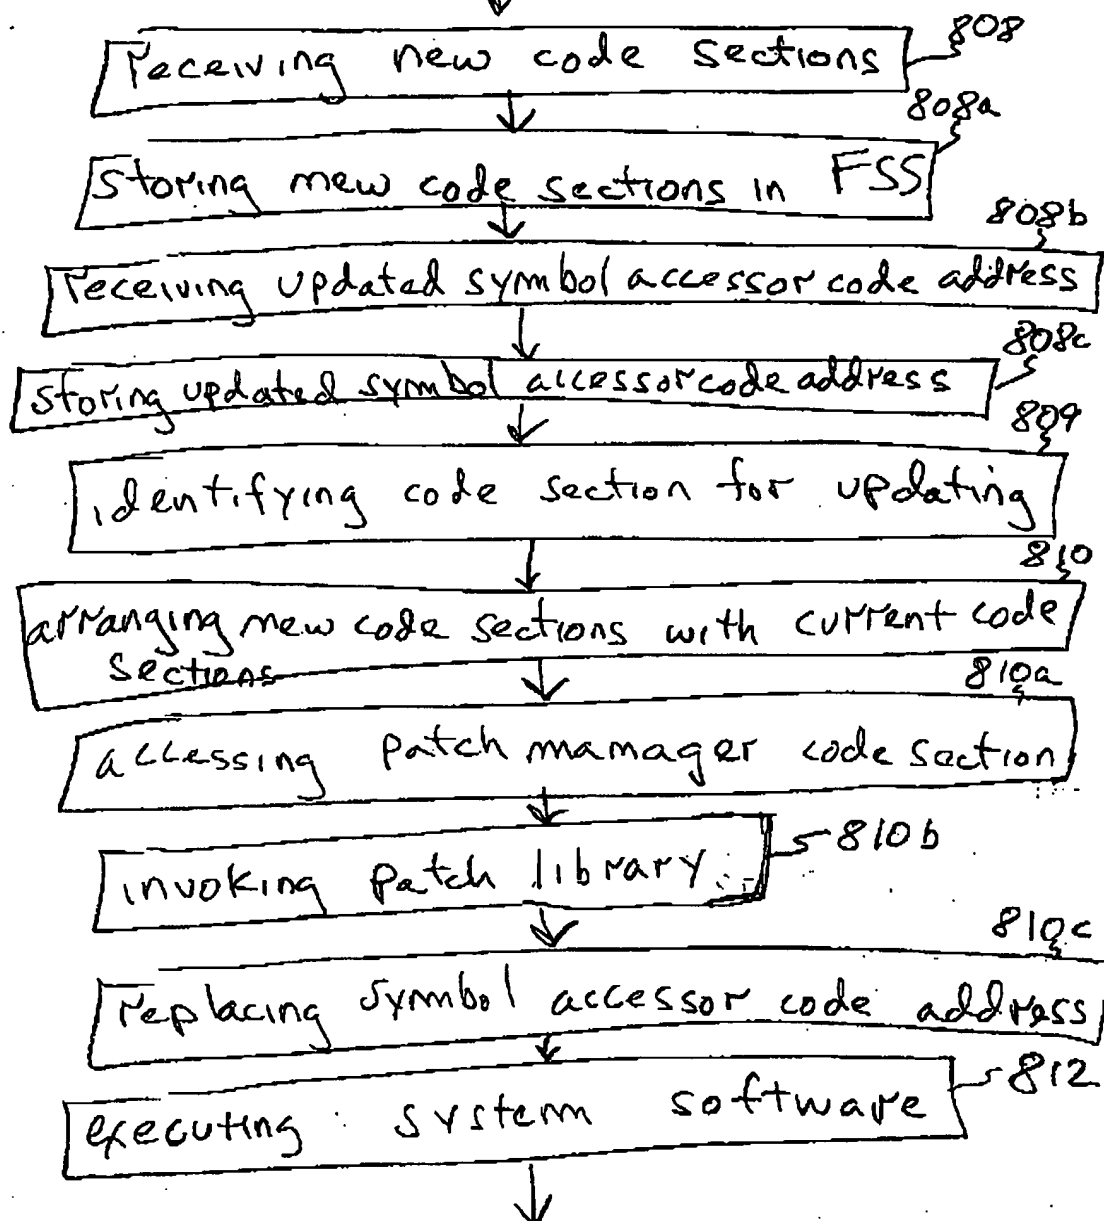 808
receiving new code sections
808a
storing new code sections in FSS
808b
receiving updated symbol accessor code address
808c
storing updated symbol accessor code address
809
identifying code section for updating
810
arranging new code sections with current code
sections
810a
accessing patch manager code section
810b
invoking patch library
810c
replacing symbol accessor code address
812
executing system software